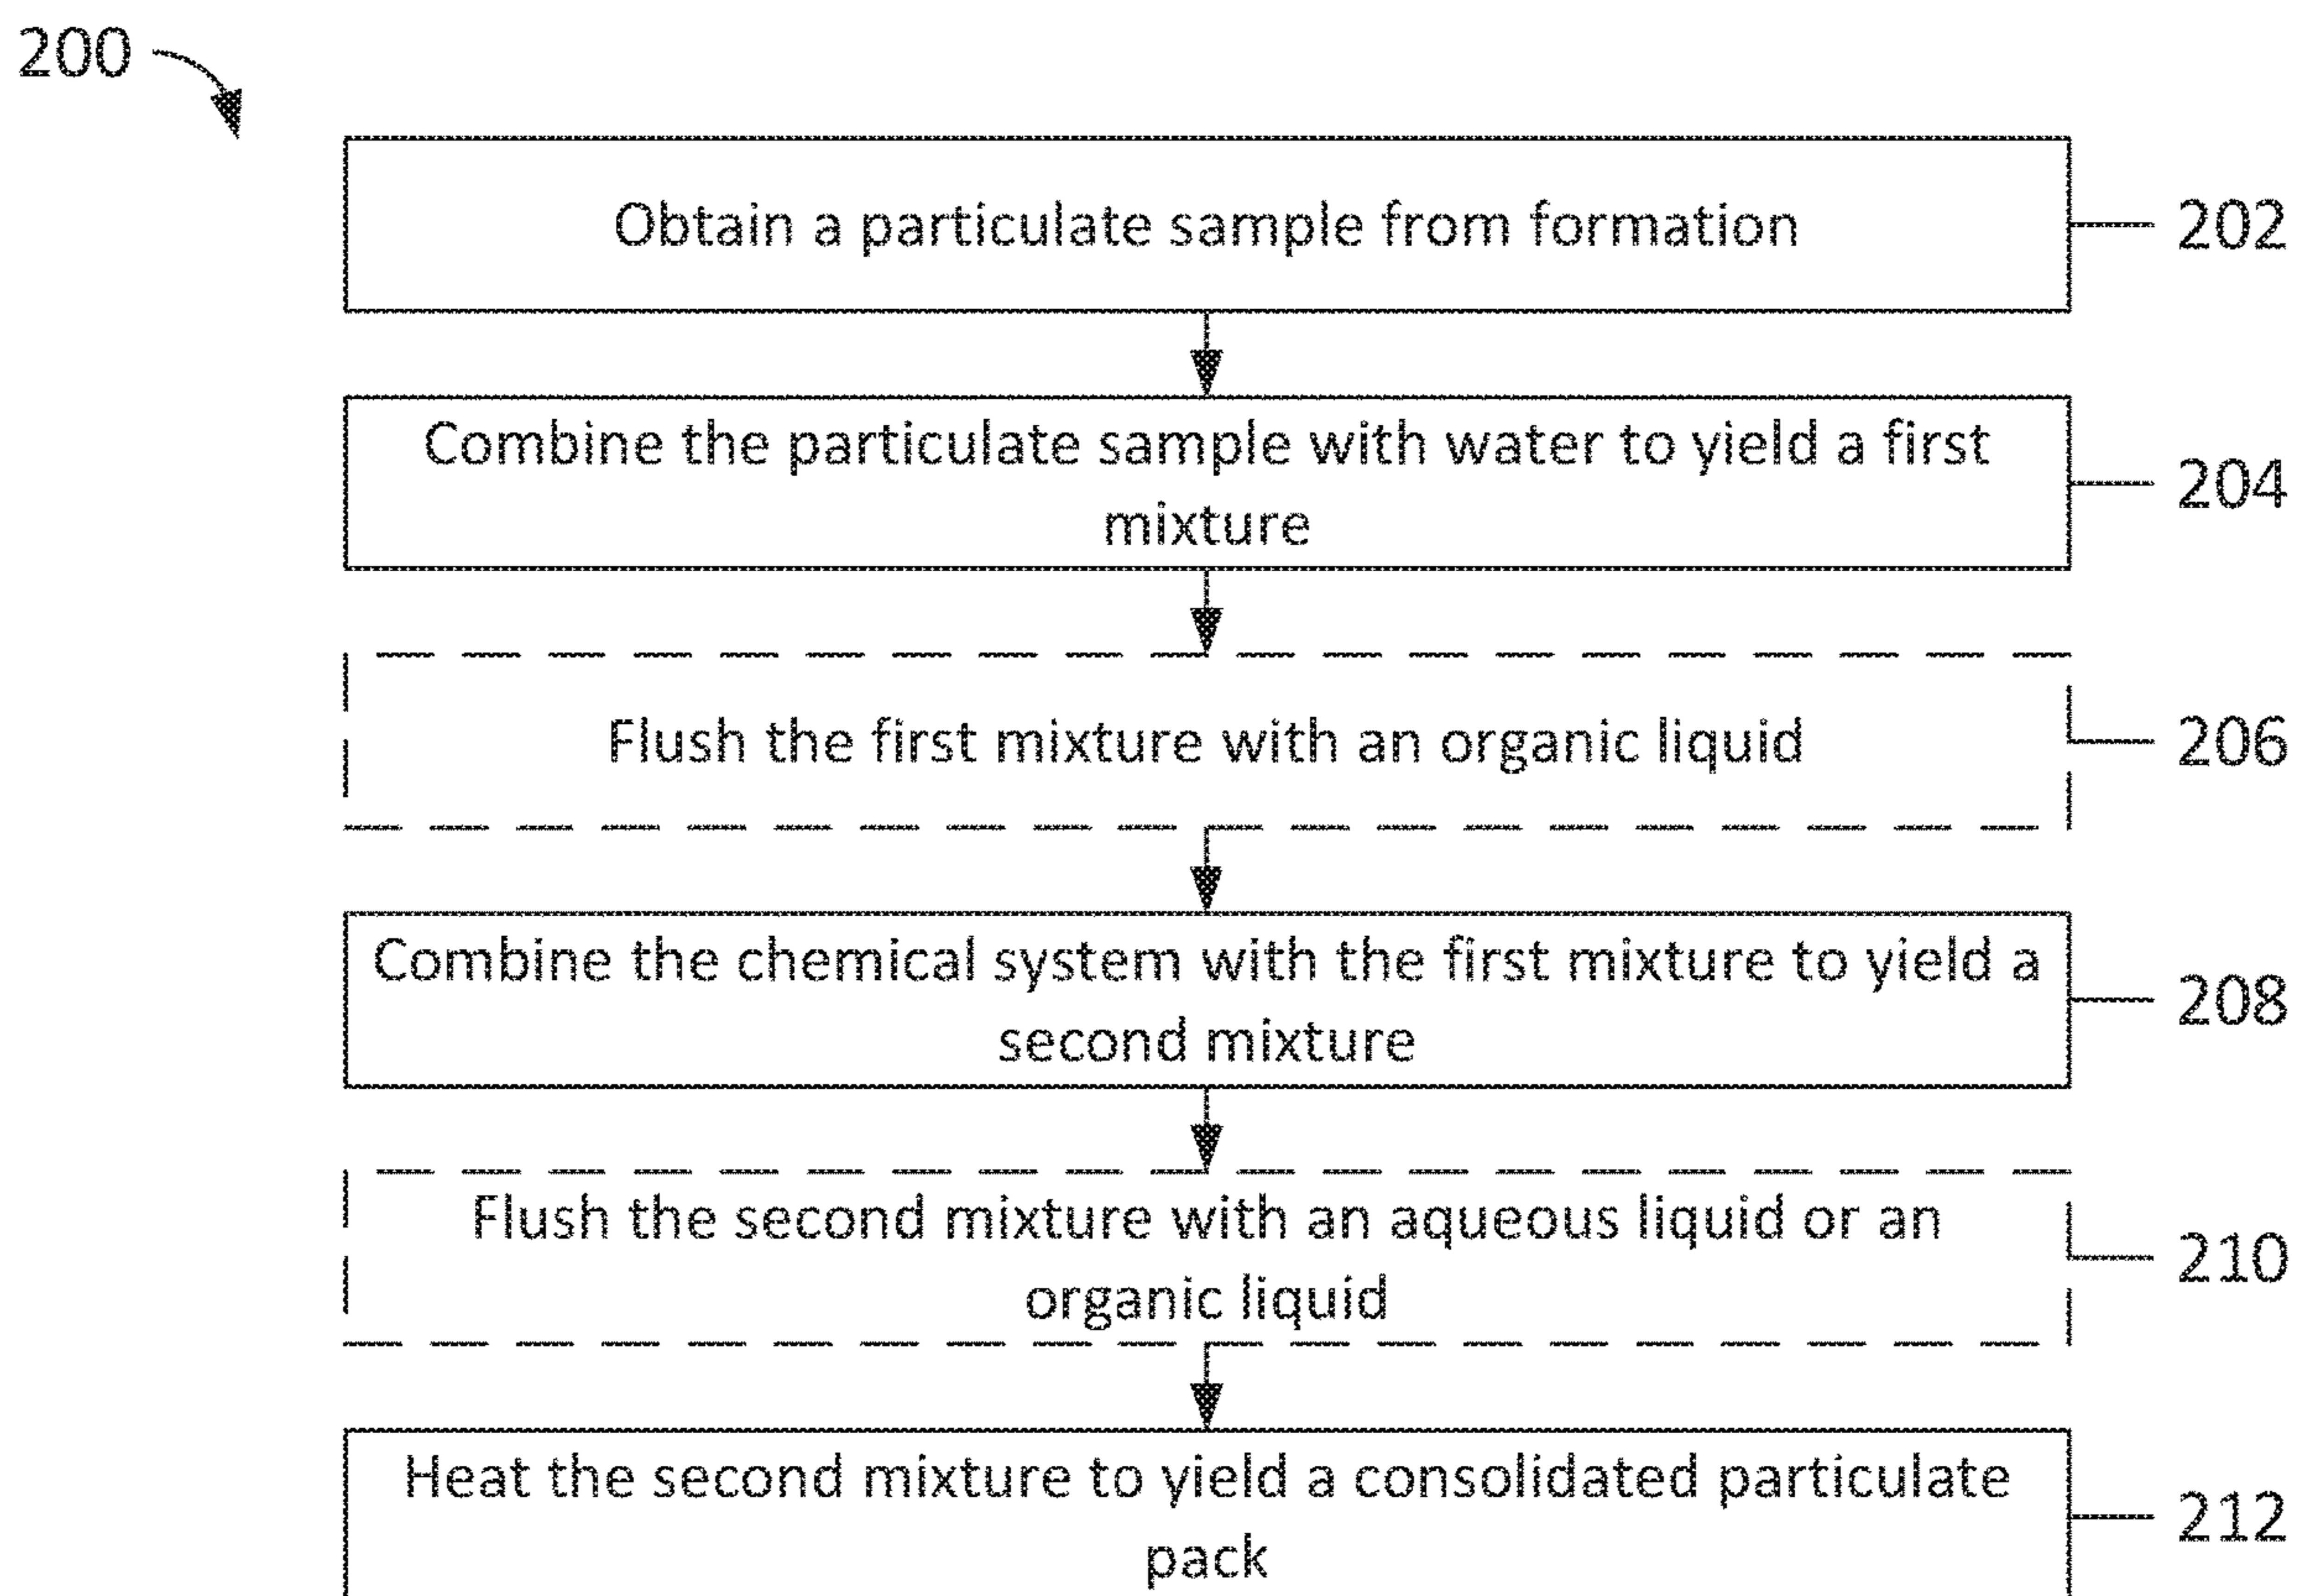 200
Obtain a particulate sample from formation
202
Combine the particulate sample with water to yield a first
mixture
204
Flush the first mixture with an organic liquid
206
Combine the chemical system with the first mixture to yield a
second mixture
208
Flush the second mixture with an aqueous liquid or an
organic liquid
210
Heat the second mixture to yield a consolidated particulate
pack
212